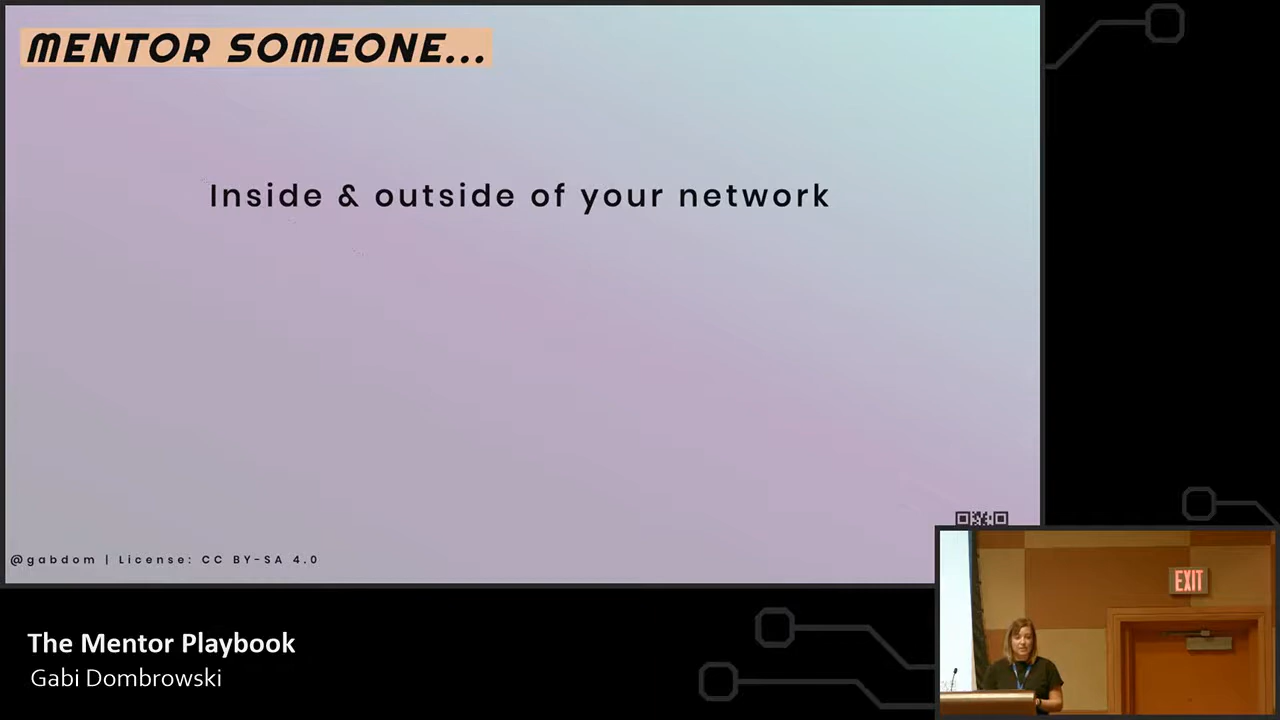 MENTOR SOMEONE...
Inside & outside of your network
@gabdom | License: CC BY-SA 4.0
EXIT
The Mentor Playbook
Gabi Dombrowski